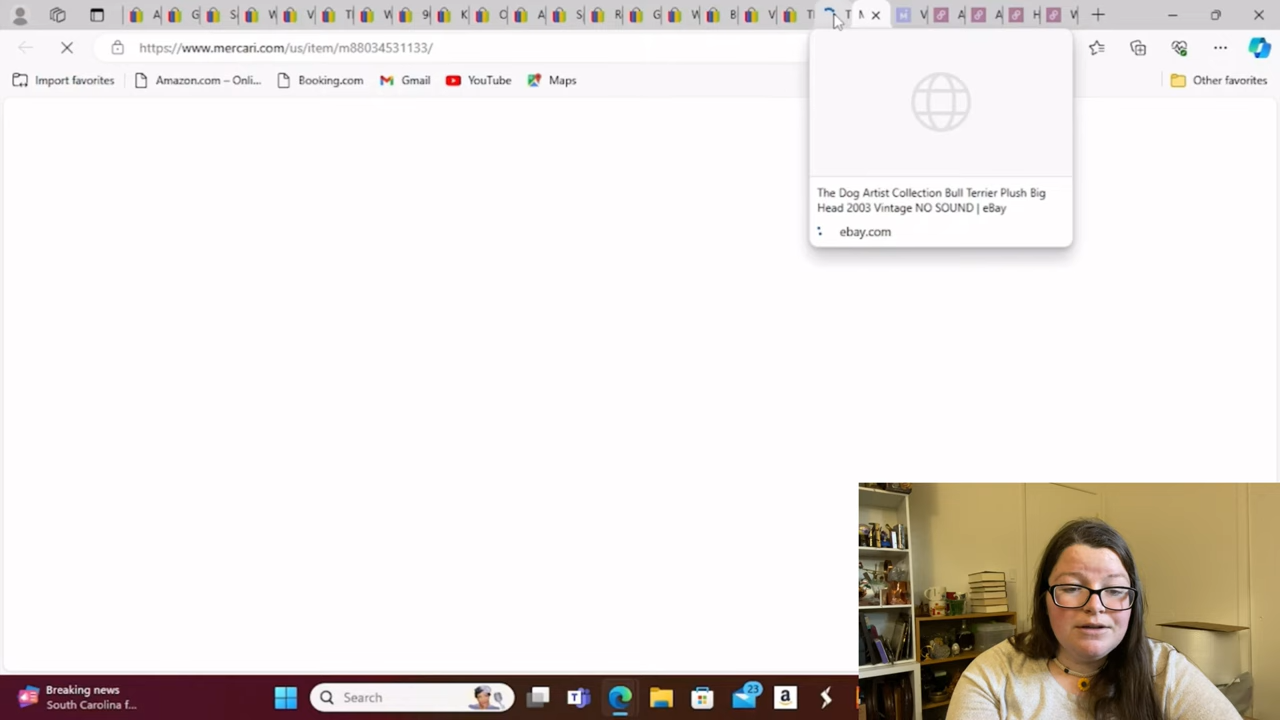 A G S W V T W 9( K C A S R G W B V T T M V A A H V
https://www.mercari.com/us/item/m88034531133/
Import favorites Amazon.com – Onli... Booking.com Gmail YouTube Maps Other favorites
The Dog Artist Collection Bull Terrier Plush Big
Head 2003 Vintage NO SOUND | eBay
ebay.com
Breaking news
South Carolina f...
Search
23